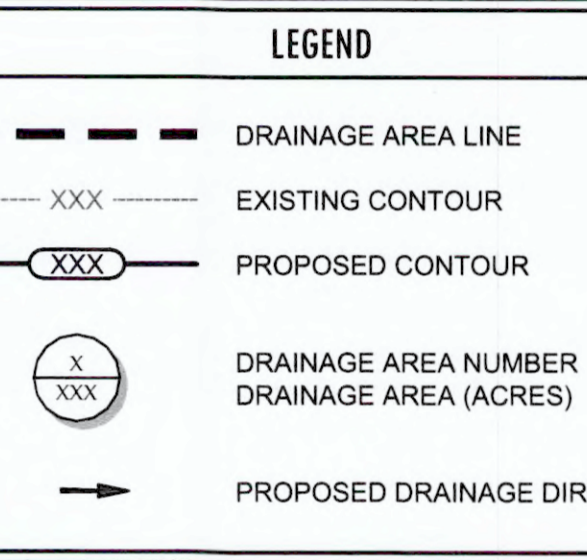 LEGEND
DRAINAGE AREA LINE
XXX EXISTING CONTOUR
XXX PROPOSED CONTOUR
X DRAINAGE AREA NUMBER
XXX DRAINAGE AREA (ACRES)
PROPOSED DRAINAGE DIR